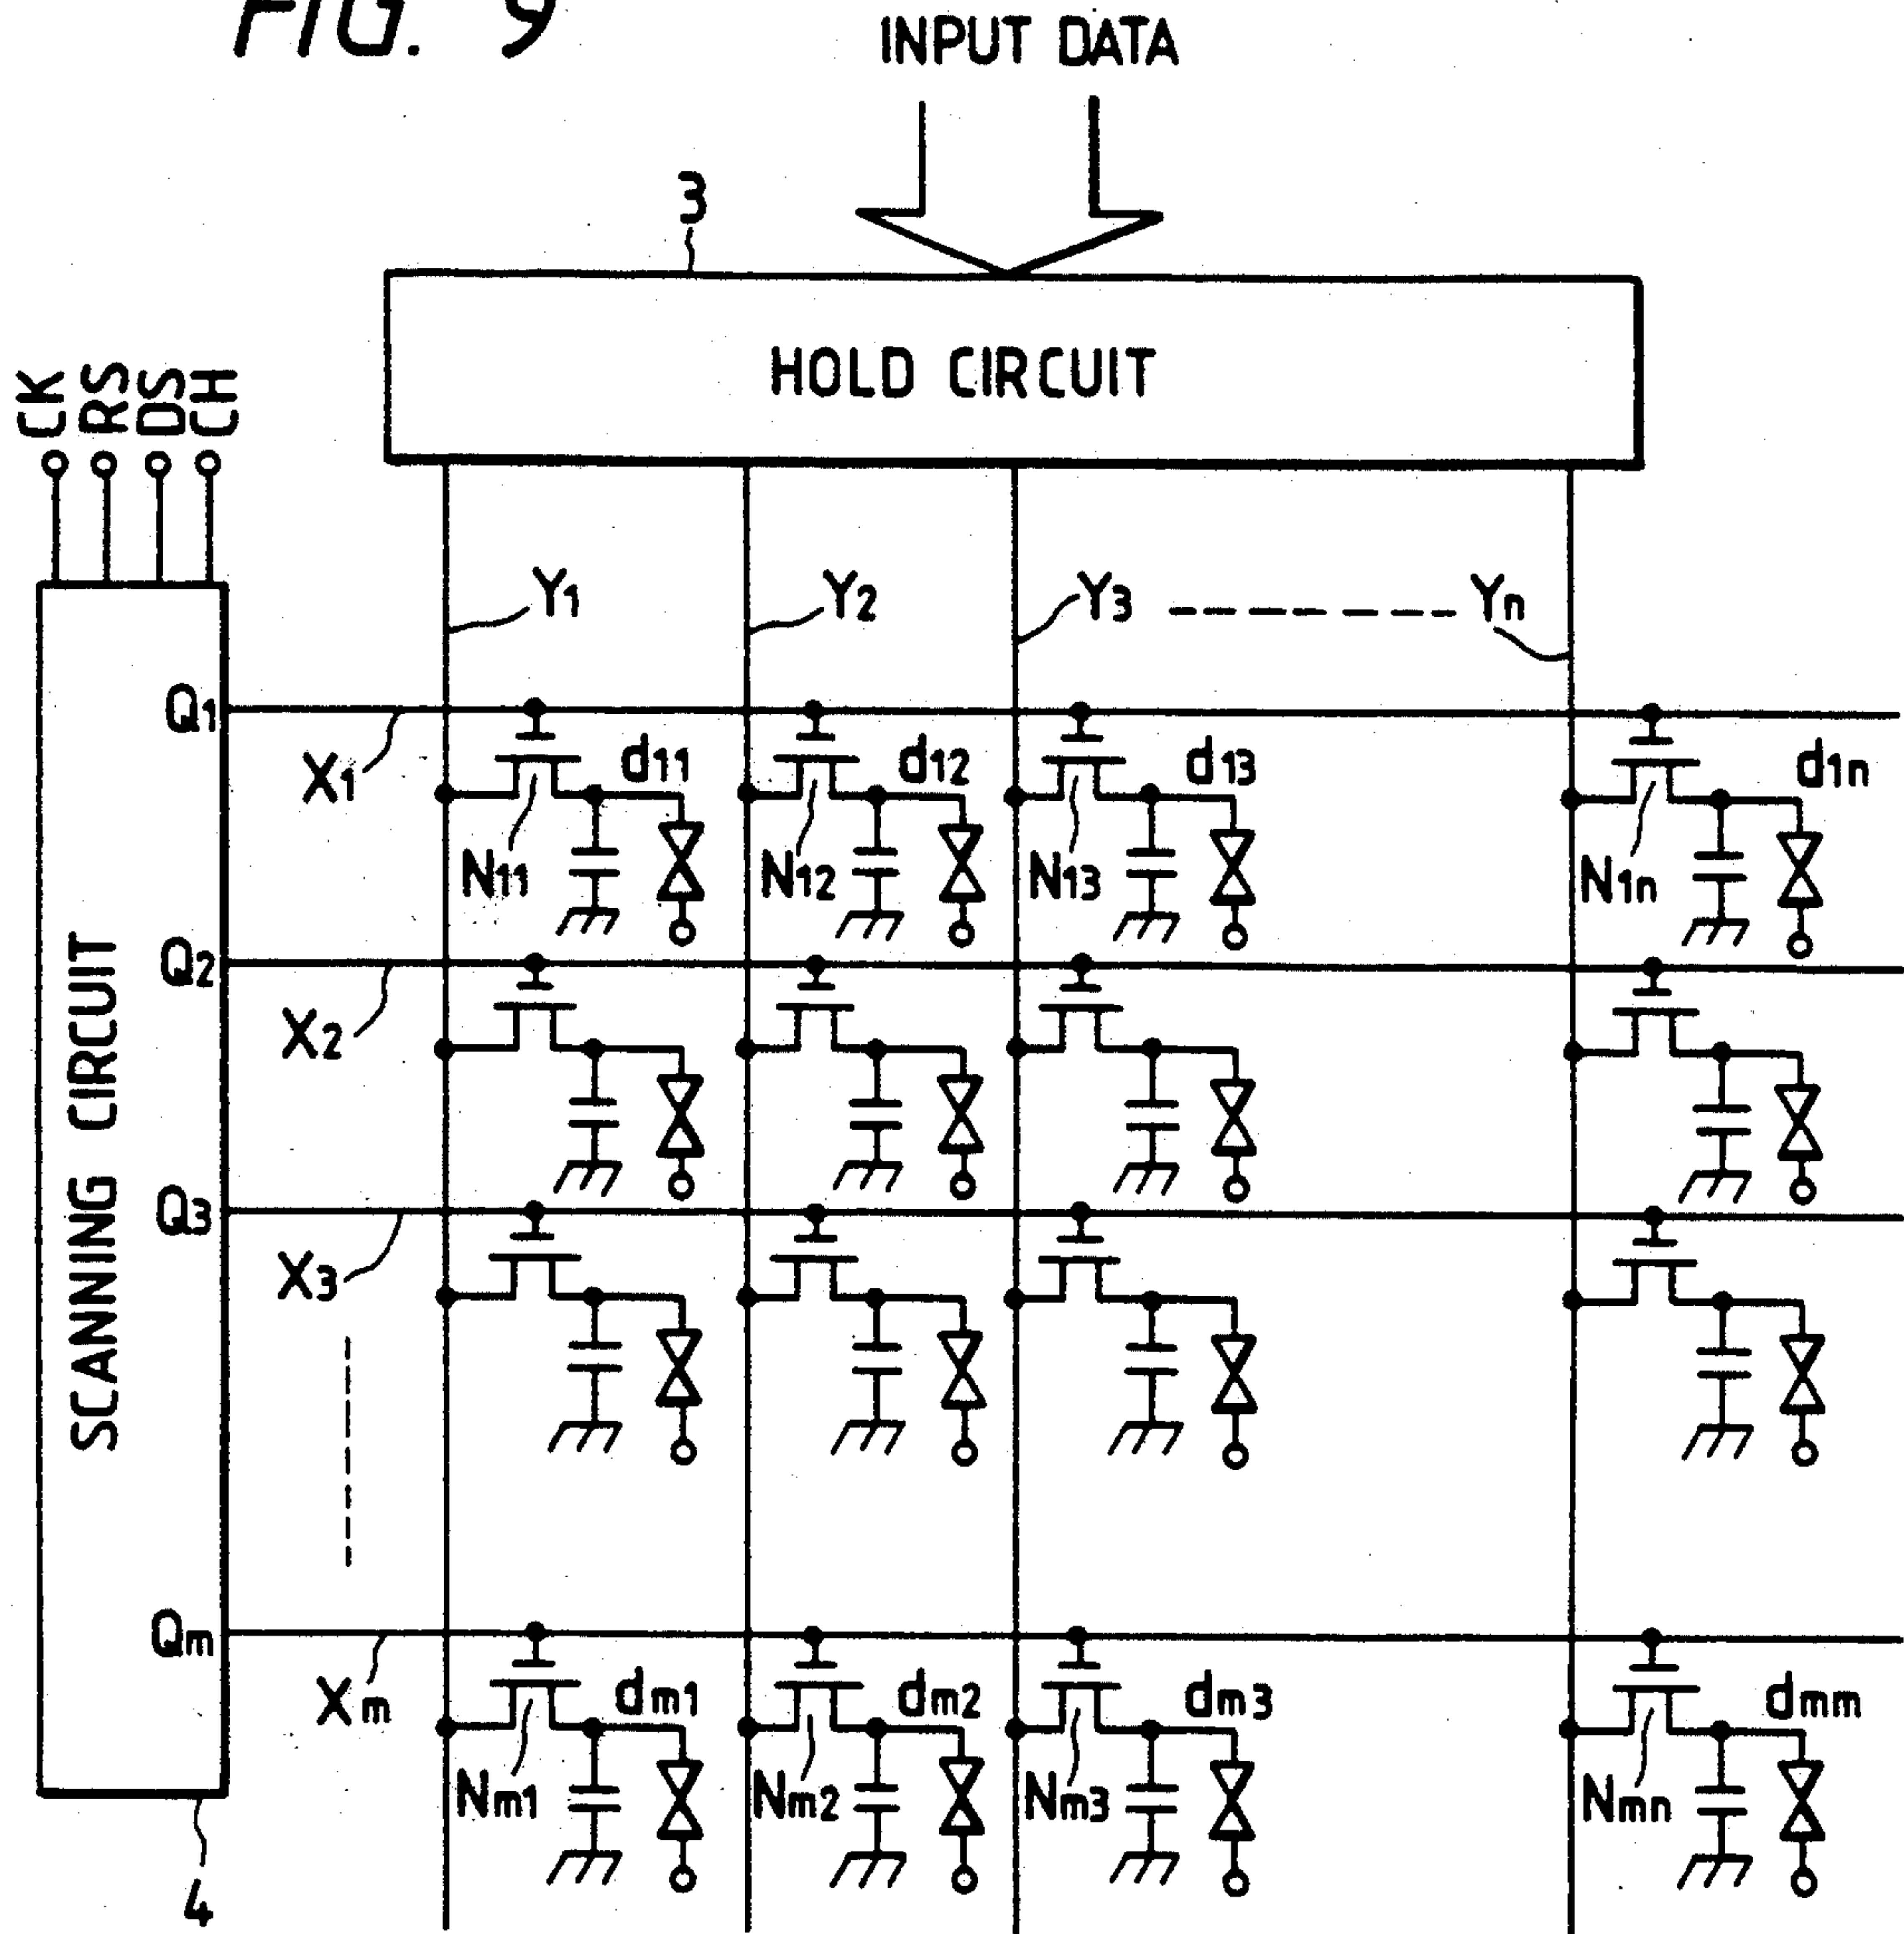 FIG. 9
INPUT DATA
3
HOLD CIRCUIT
CK
RS
DS
CH
Y1
Y2
Y3
Yn
Q1
X1
d11
d12
d13
d1n
N11
N12
N13
N1n
SCANNING CIRCUIT
Q2
X2
Q3
X3
Qm
Xm
dm1
dm2
dm3
dmm
Nm1
Nm2
Nm3
Nmn
4